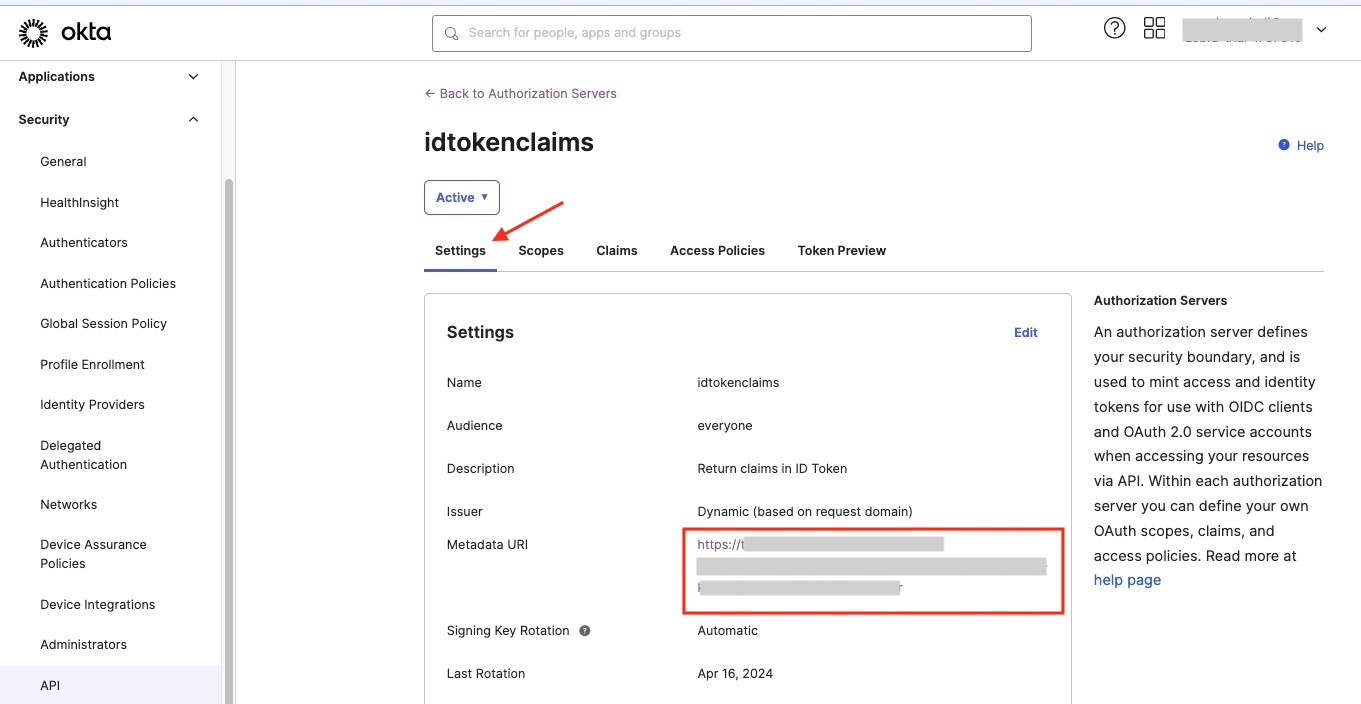 okta
Search for people, apps and groups
Applications
Security
General
HealthInsight
Authenticators
Authentication Policies
Global Session Policy
Profile Enrollment
Identity Providers
Delegated
Authentication
Networks
Device Assurance
Policies
Device Integrations
Administrators
API
← Back to Authorization Servers
idtokenclaims
Help
Active ▼
Settings Scopes Claims Access Policies Token Preview
Settings Edit
Name idtokenclaims
Audience everyone
Description Return claims in ID Token
Issuer Dynamic (based on request domain)
Metadata URI https://t
Signing Key Rotation Automatic
Last Rotation Apr 16, 2024
Authorization Servers
An authorization server defines
your security boundary, and is
used to mint access and identity
tokens for use with OIDC clients
and OAuth 2.0 service accounts
when accessing your resources
via API. Within each authorization
server you can define your own
OAuth scopes, claims, and
access policies. Read more at
help page